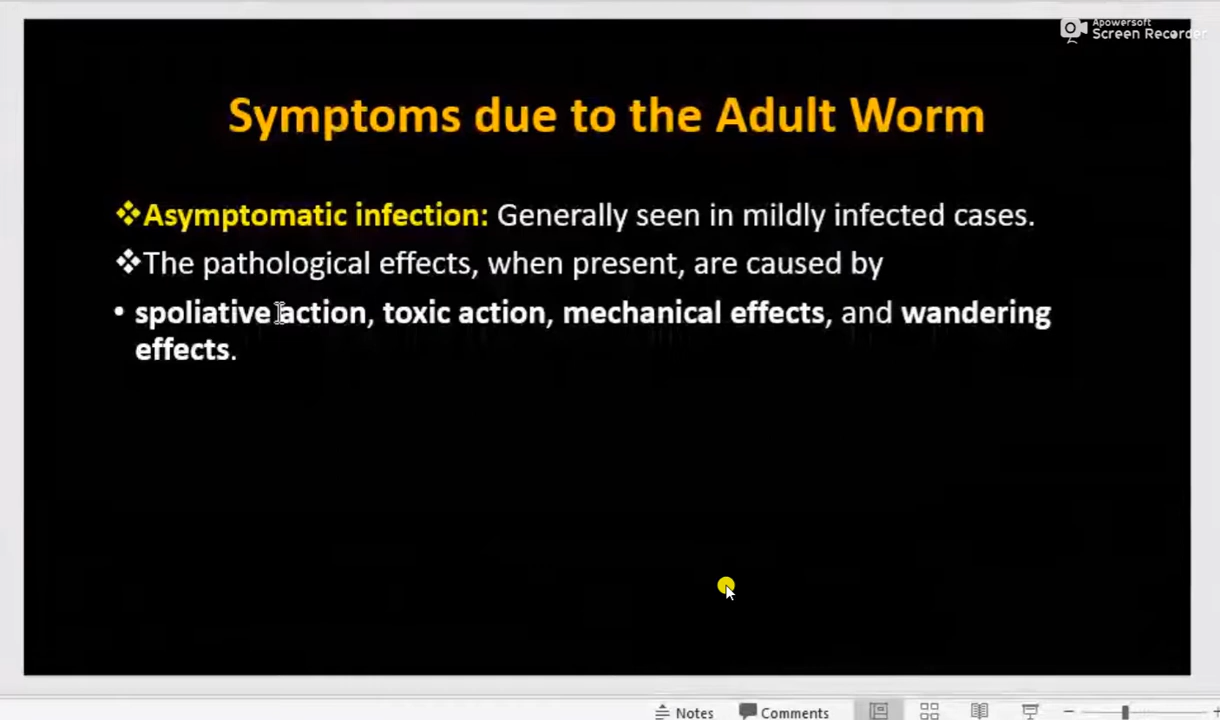 Apowersoft
Screen Recorder
Symptoms due to the Adult Worm
❖Asymptomatic infection: Generally seen in mildly infected cases.
❖The pathological effects, when present, are caused by
• spoliative action, toxic action, mechanical effects, and wandering
effects.
Notes Comments